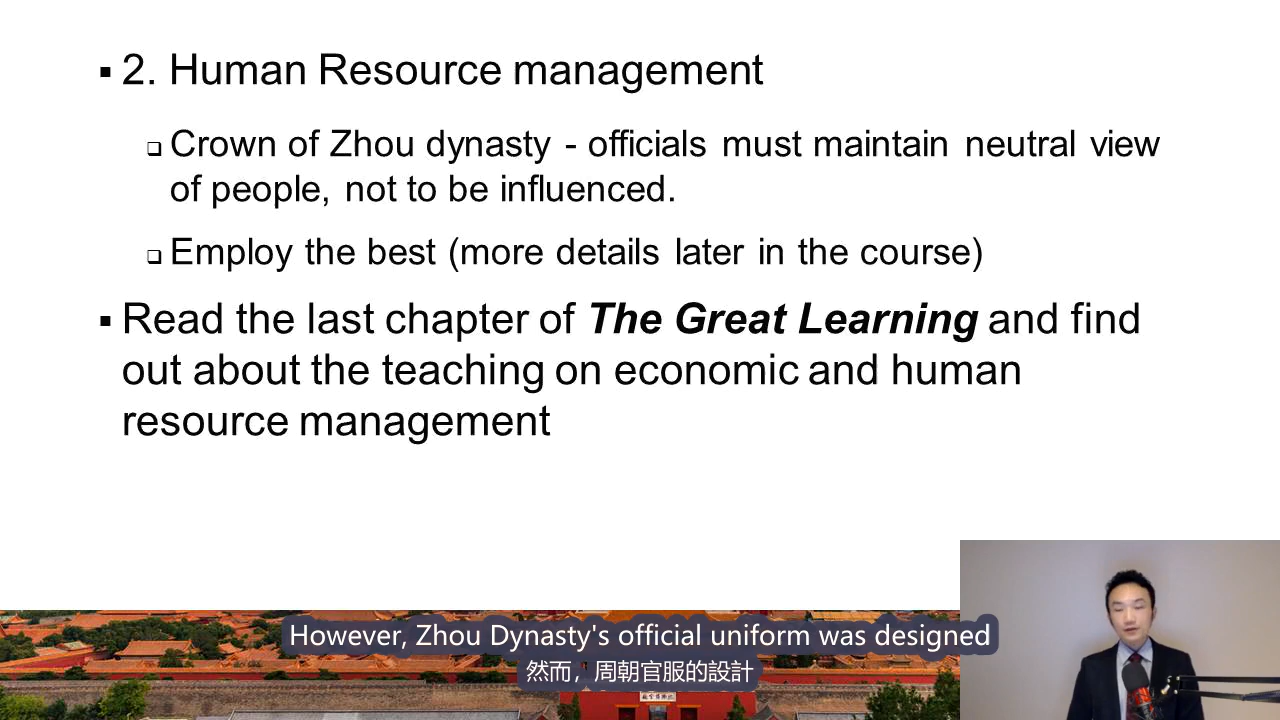 2. Human Resource management
Crown of Zhou dynasty - officials must maintain neutral view
of people, not to be influenced.
Employ the best (more details later in the course)
Read the last chapter of The Great Learning and find
out about the teaching on economic and human
resource management
However, Zhou Dynasty's official uniform was designed
然而，周朝官服的設計